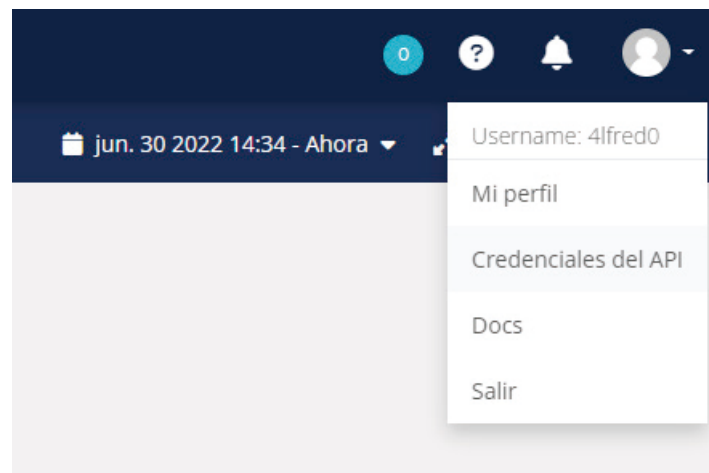 0 ?
jun. 30 2022 14:34 - Ahora
Username: 4lfred0
Mi perfil
Credenciales del API
Docs
Salir